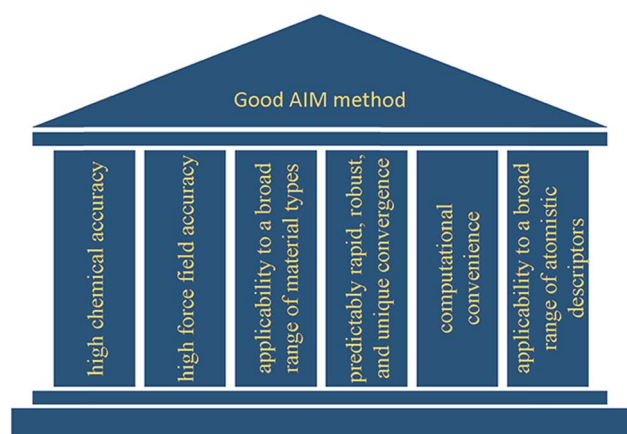 Good AIM method
high chemical accuracy
high force field accuracy
applicability to a broad
range of material types
predictably rapid, robust,
and unique convergence
computational
convenience
applicability to a broad
range of atomistic
descriptors